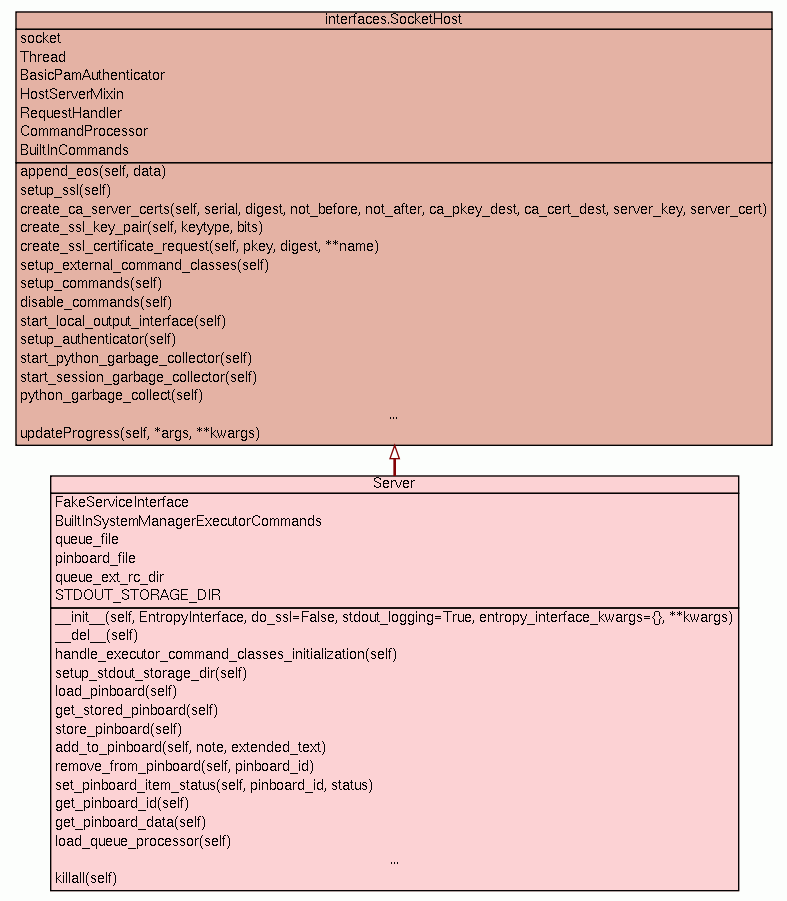 interfaces.SocketHost
socket
Thread
BasicPamAuthenticator
HostServerMixin
RequestHandler
CommandProcessor
BuiltInCommands
append_eos(self, data)
setup_ssl(self)
create_ca_server_certs(self, serial, digest, not_before, not_after, ca_pkey_dest, ca_cert_dest, server_key, server_cert)
create_ssl_key_pair(self, keytype, bits)
create_ssl_certificate_request(self, pkey, digest, **name)
setup_external_command_classes(self)
setup_commands(self)
disable_commands(self)
start_local_output_interface(self)
setup_authenticator(self)
start_python_garbage_collector(self)
start_session_garbage_collector(self)
python_garbage_collect(self)
...
updateProgress(self, *args, **kwargs)
Server
FakeServiceInterface
BuiltInSystemManagerExecutorCommands
queue_file
pinboard_file
queue_ext_rc_dir
STDOUT_STORAGE_DIR
__init__(self, EntropyInterface, do_ssl=False, stdout_logging=True, entropy_interface_kwargs={}, **kwargs)
__del__(self)
handle_executor_command_classes_initialization(self)
setup_stdout_storage_dir(self)
load_pinboard(self)
get_stored_pinboard(self)
store_pinboard(self)
add_to_pinboard(self, note, extended_text)
remove_from_pinboard(self, pinboard_id)
set_pinboard_item_status(self, pinboard_id, status)
get_pinboard_id(self)
get_pinboard_data(self)
load_queue_processor(self)
...
killall(self)